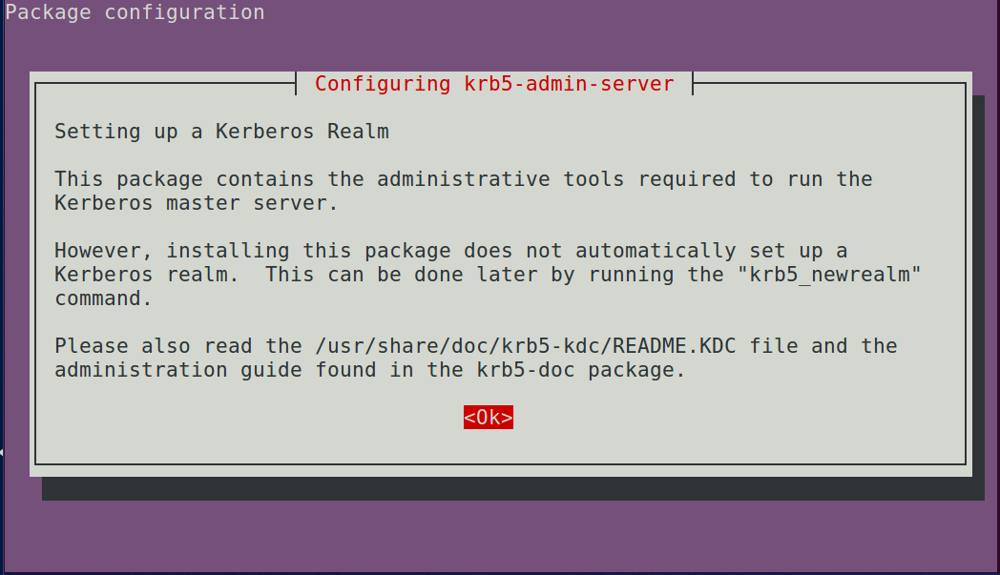 Package configuration
Configuring krb5-admin-server
Setting up a Kerberos Realm
This package contains the administrative tools required to run the
Kerberos master server.
However, installing this package does not automatically set up a
Kerberos realm.  This can be done later by running the "krb5_newrealm"
command.
Please also read the /usr/share/doc/krb5-kdc/README.KDC file and the
administration guide found in the krb5-doc package.
<Ok>